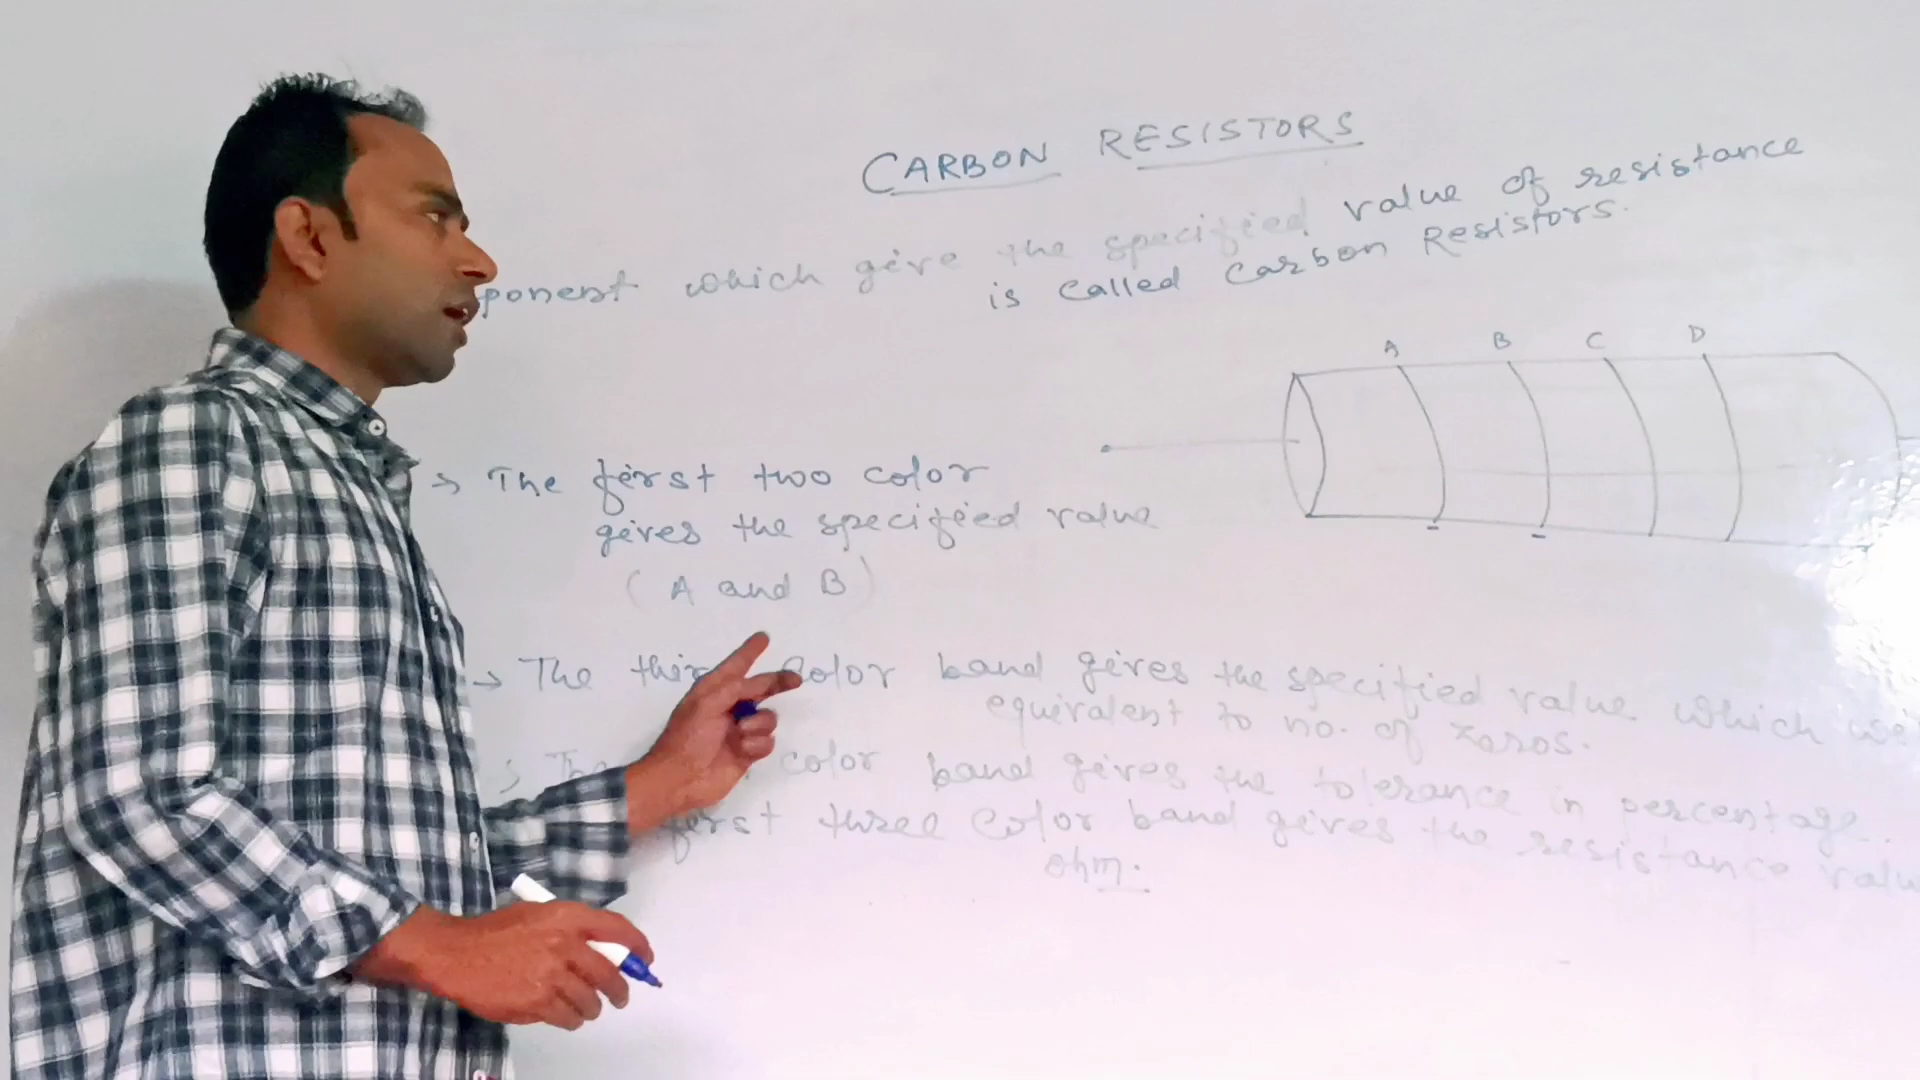 CARBON RESISTORS
ponent which give the specified value of resistance
is called Carbon Resistors.
A B C D
→ The first two color
gives the specified value
(A and B)
→ The color band gives the specified value which
equivalent to no. of zeros.
→ The color band gives the tolerance in percentage..
first three color band gives the resistance
ohm.